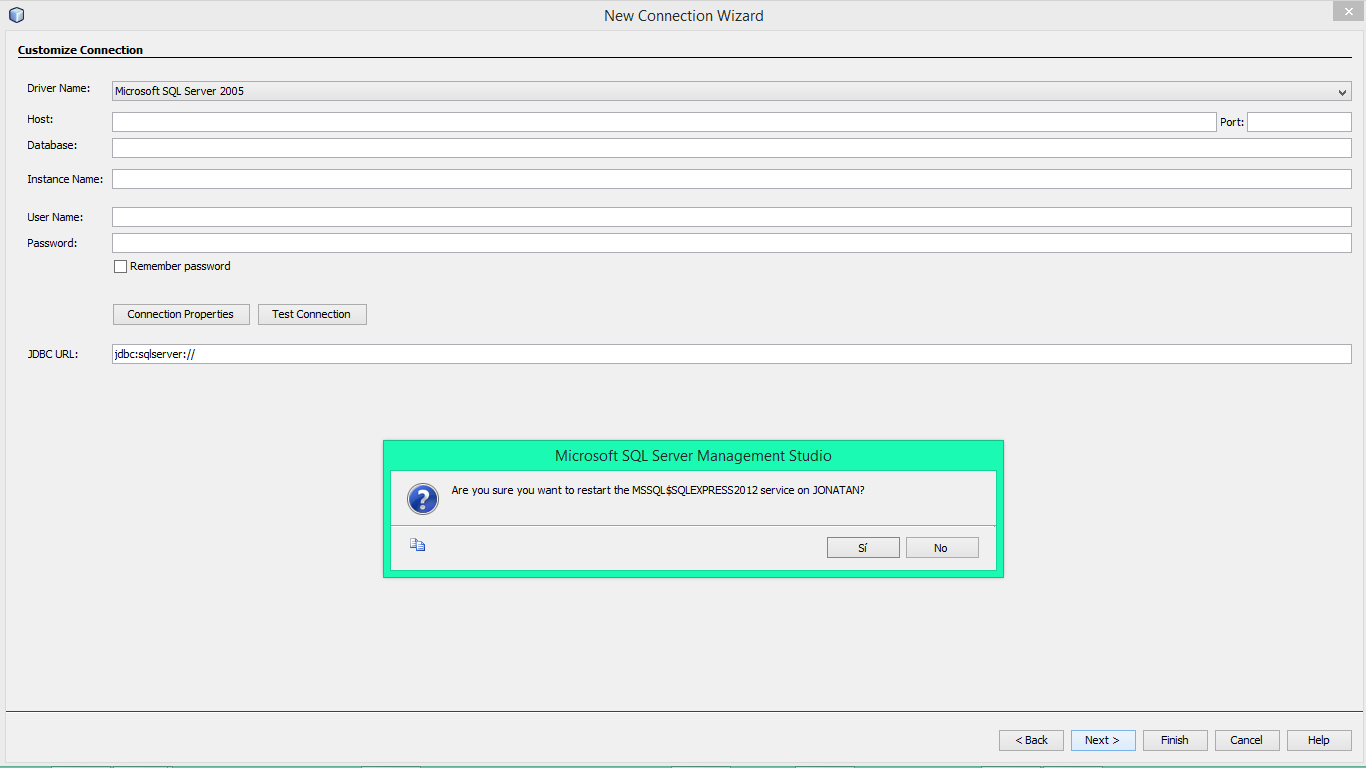 New Connection Wizard
Customize Connection
Driver Name: Microsoft SQL Server 2005
Host: Port:
Database:
Instance Name:
User Name:
Password:
Remember password
Connection Properties Test Connection
JDBC URL: jdbc:sqlserver://
Microsoft SQL Server Management Studio
Are you sure you want to restart the MSSQL$SQLEXPRESS2012 service on JONATAN?
Sí No
< Back Next > Finish Cancel Help